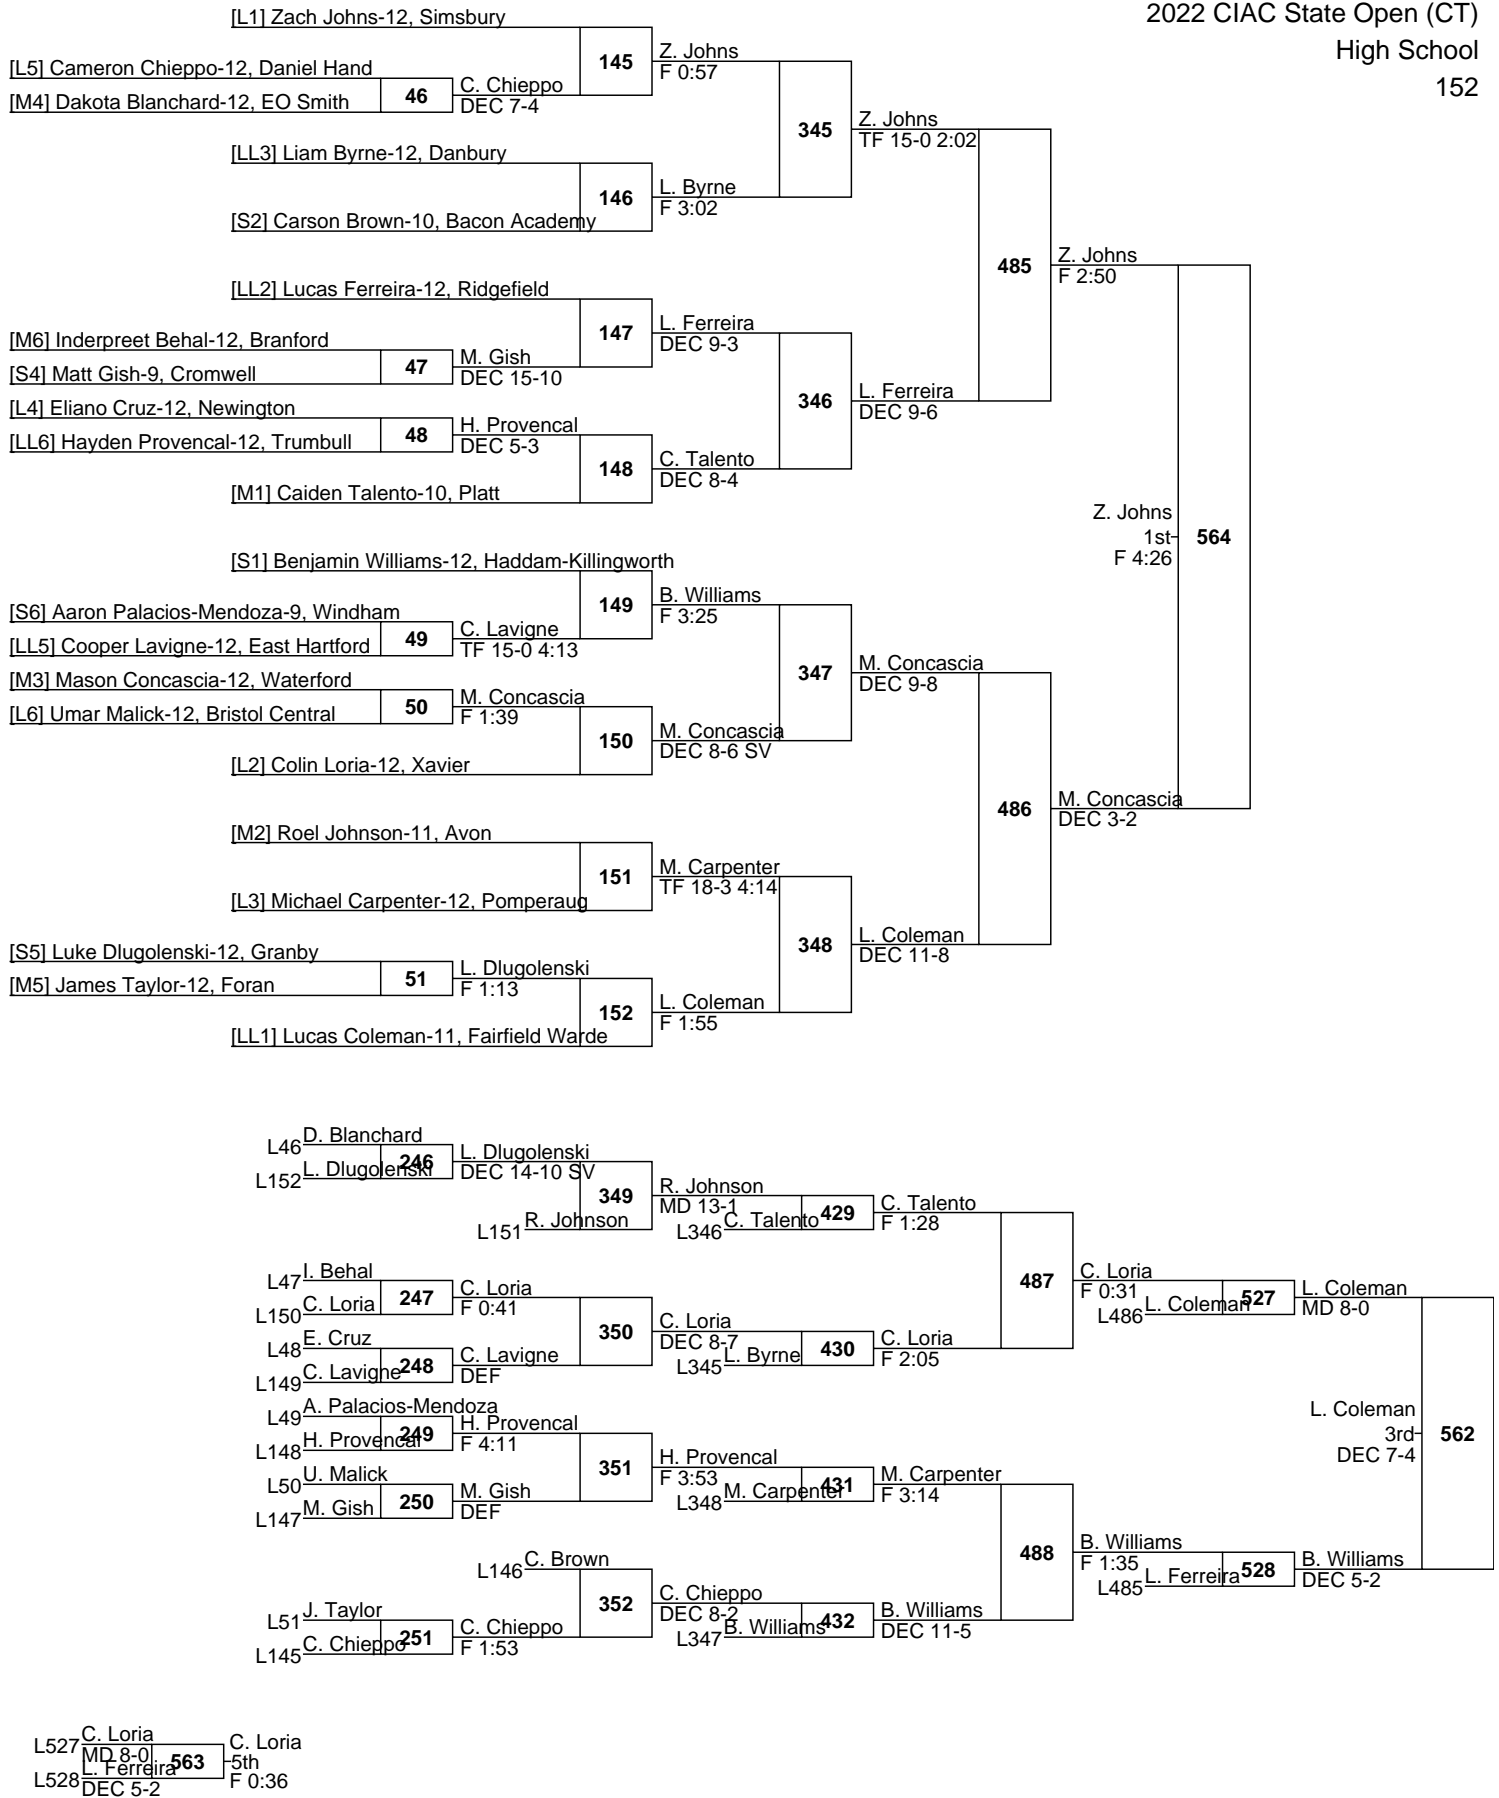 2022 CIAC State Open (CT)
High School
152
[L1] Zach Johns-12, Simsbury
145
Z. Johns
F 0:57
[L5] Cameron Chieppo-12, Daniel Hand
[M4] Dakota Blanchard-12, EO Smith
46
C. Chieppo
DEC 7-4
345
Z. Johns
TF 15-0 2:02
[LL3] Liam Byrne-12, Danbury
146
L. Byrne
F 3:02
[S2] Carson Brown-10, Bacon Academy
485
Z. Johns
F 2:50
[LL2] Lucas Ferreira-12, Ridgefield
147
L. Ferreira
DEC 9-3
[M6] Inderpreet Behal-12, Branford
[S4] Matt Gish-9, Cromwell
47
M. Gish
DEC 15-10
346
L. Ferreira
DEC 9-6
[L4] Eliano Cruz-12, Newington
[LL6] Hayden Provencal-12, Trumbull
48
H. Provencal
DEC 5-3
148
C. Talento
DEC 8-4
[M1] Caiden Talento-10, Platt
Z. Johns
1st
F 4:26
564
[S1] Benjamin Williams-12, Haddam-Killingworth
149
B. Williams
F 3:25
[S6] Aaron Palacios-Mendoza-9, Windham
[LL5] Cooper Lavigne-12, East Hartford
49
C. Lavigne
TF 15-0 4:13
347
M. Concascia
DEC 9-8
[M3] Mason Concascia-12, Waterford
[L6] Umar Malick-12, Bristol Central
50
M. Concascia
F 1:39
150
M. Concascia
DEC 8-6 SV
[L2] Colin Loria-12, Xavier
486
M. Concascia
DEC 3-2
[M2] Roel Johnson-11, Avon
151
M. Carpenter
TF 18-3 4:14
[L3] Michael Carpenter-12, Pomperaug
348
L. Coleman
DEC 11-8
[S5] Luke Dlugolenski-12, Granby
[M5] James Taylor-12, Foran
51
L. Dlugolenski
F 1:13
152
L. Coleman
F 1:55
[LL1] Lucas Coleman-11, Fairfield Warde
L46 D. Blanchard
L152 L. Dlugolenski
246
L. Dlugolenski
DEC 14-10 SV
349
L151 R. Johnson
R. Johnson
MD 13-1
L346 C. Talento
429
C. Talento
F 1:28
L47 I. Behal
L150 C. Loria
247
C. Loria
F 0:41
487
C. Loria
F 0:31
L486 L. Coleman
527
L. Coleman
MD 8-0
L48 E. Cruz
L149 C. Lavigne
248
C. Lavigne
DEF
350
C. Loria
DEC 8-7
L345 L. Byrne
430
C. Loria
F 2:05
L49 A. Palacios-Mendoza
L148 H. Provencal
249
H. Provencal
F 4:11
L. Coleman
3rd
DEC 7-4
562
L50 U. Malick
L147 M. Gish
250
M. Gish
DEF
351
H. Provencal
F 3:53
L348 M. Carpenter
431
M. Carpenter
F 3:14
488
B. Williams
F 1:35
L485 L. Ferreira
528
B. Williams
DEC 5-2
L146 C. Brown
352
C. Chieppo
DEC 8-2
L347 B. Williams
432
B. Williams
DEC 11-5
L51 J. Taylor
L145 C. Chieppo
251
C. Chieppo
F 1:53
L527 C. Loria
MD 8-0
L528 L. Ferreira
DEC 5-2
563
C. Loria
5th
F 0:36